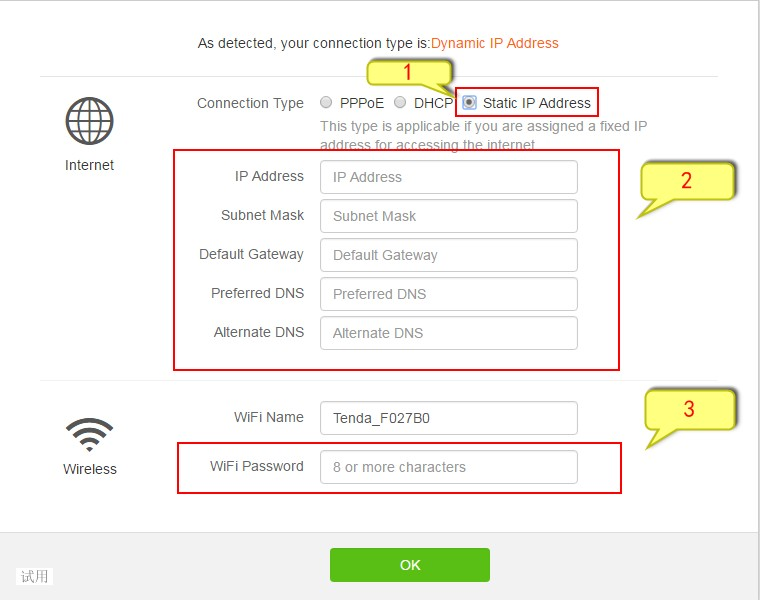 As detected, your connection type is:Dynamic IP Address
1
Connection Type PPPoE DHCP Static IP Address
This type is applicable if you are assigned a fixed IP
address for accessing the internet
Internet
2
IP Address IP Address
Subnet Mask Subnet Mask
Default Gateway Default Gateway
Preferred DNS Preferred DNS
Alternate DNS Alternate DNS
3
WiFi Name Tenda_F027B0
Wireless
WiFi Password 8 or more characters
OK
试用